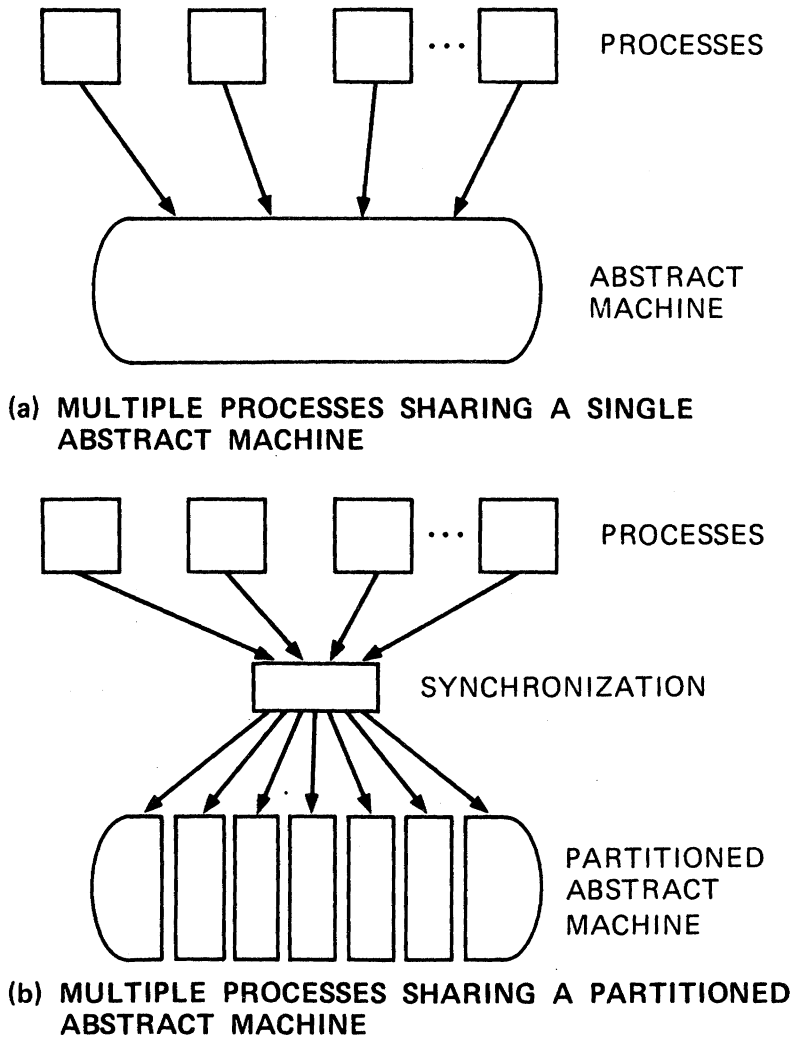 ... PROCESSES
ABSTRACT
MACHINE
(a) MULTIPLE PROCESSES SHARING A SINGLE
ABSTRACT MACHINE
... PROCESSES
SYNCHRONIZATION
PARTITIONED
ABSTRACT
MACHINE
(b) MULTIPLE PROCESSES SHARING A PARTITIONED
ABSTRACT MACHINE